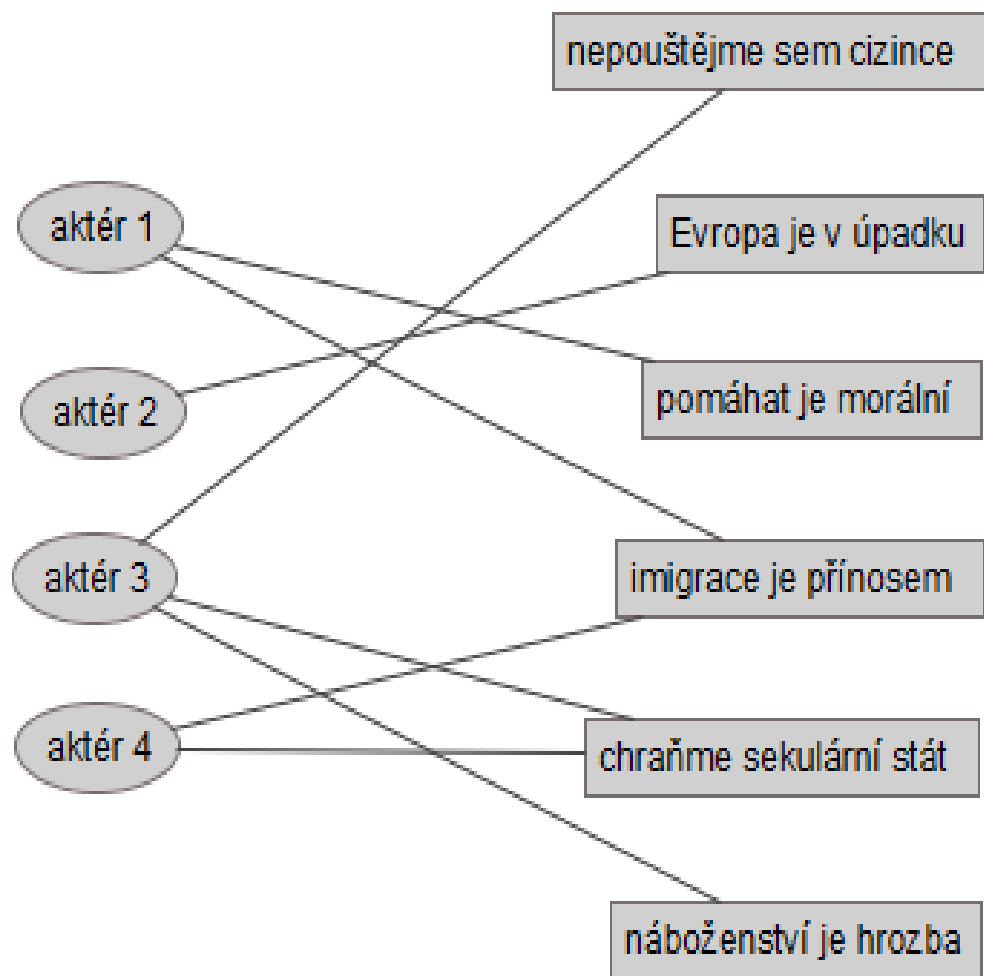 nepouštějme sem cizince
aktér 1
Evropa je v úpadku
aktér 2
pomáhat je morální
aktér 3
imigrace je přínosem
aktér 4
chraňme sekulární stát
náboženství je hrozba